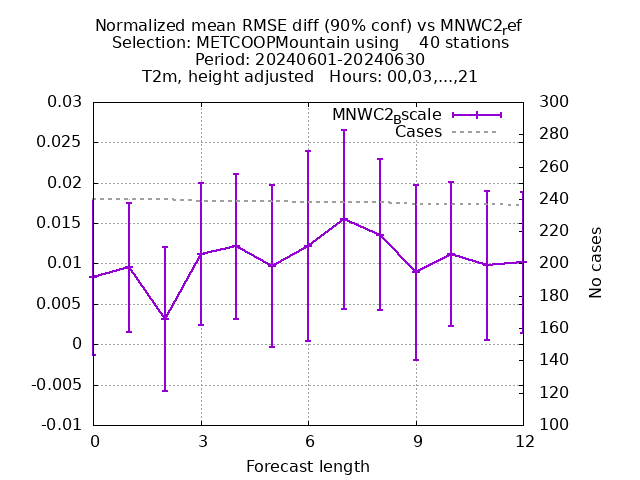 Normalized mean RMSE diff (90% conf) vs MNWC2_ref
Selection: METCOOPMountain using 40 stations
Period: 20240601-20240630
T2m, height adjusted Hours: 00,03,...,21
MNWC2_Bscale
Cases
0.03
0.025
0.02
0.015
0.01
0.005
0
-0.005
-0.01
300
280
260
240
220
200
180
160
140
120
100
No cases
0 3 6 9 12
Forecast length